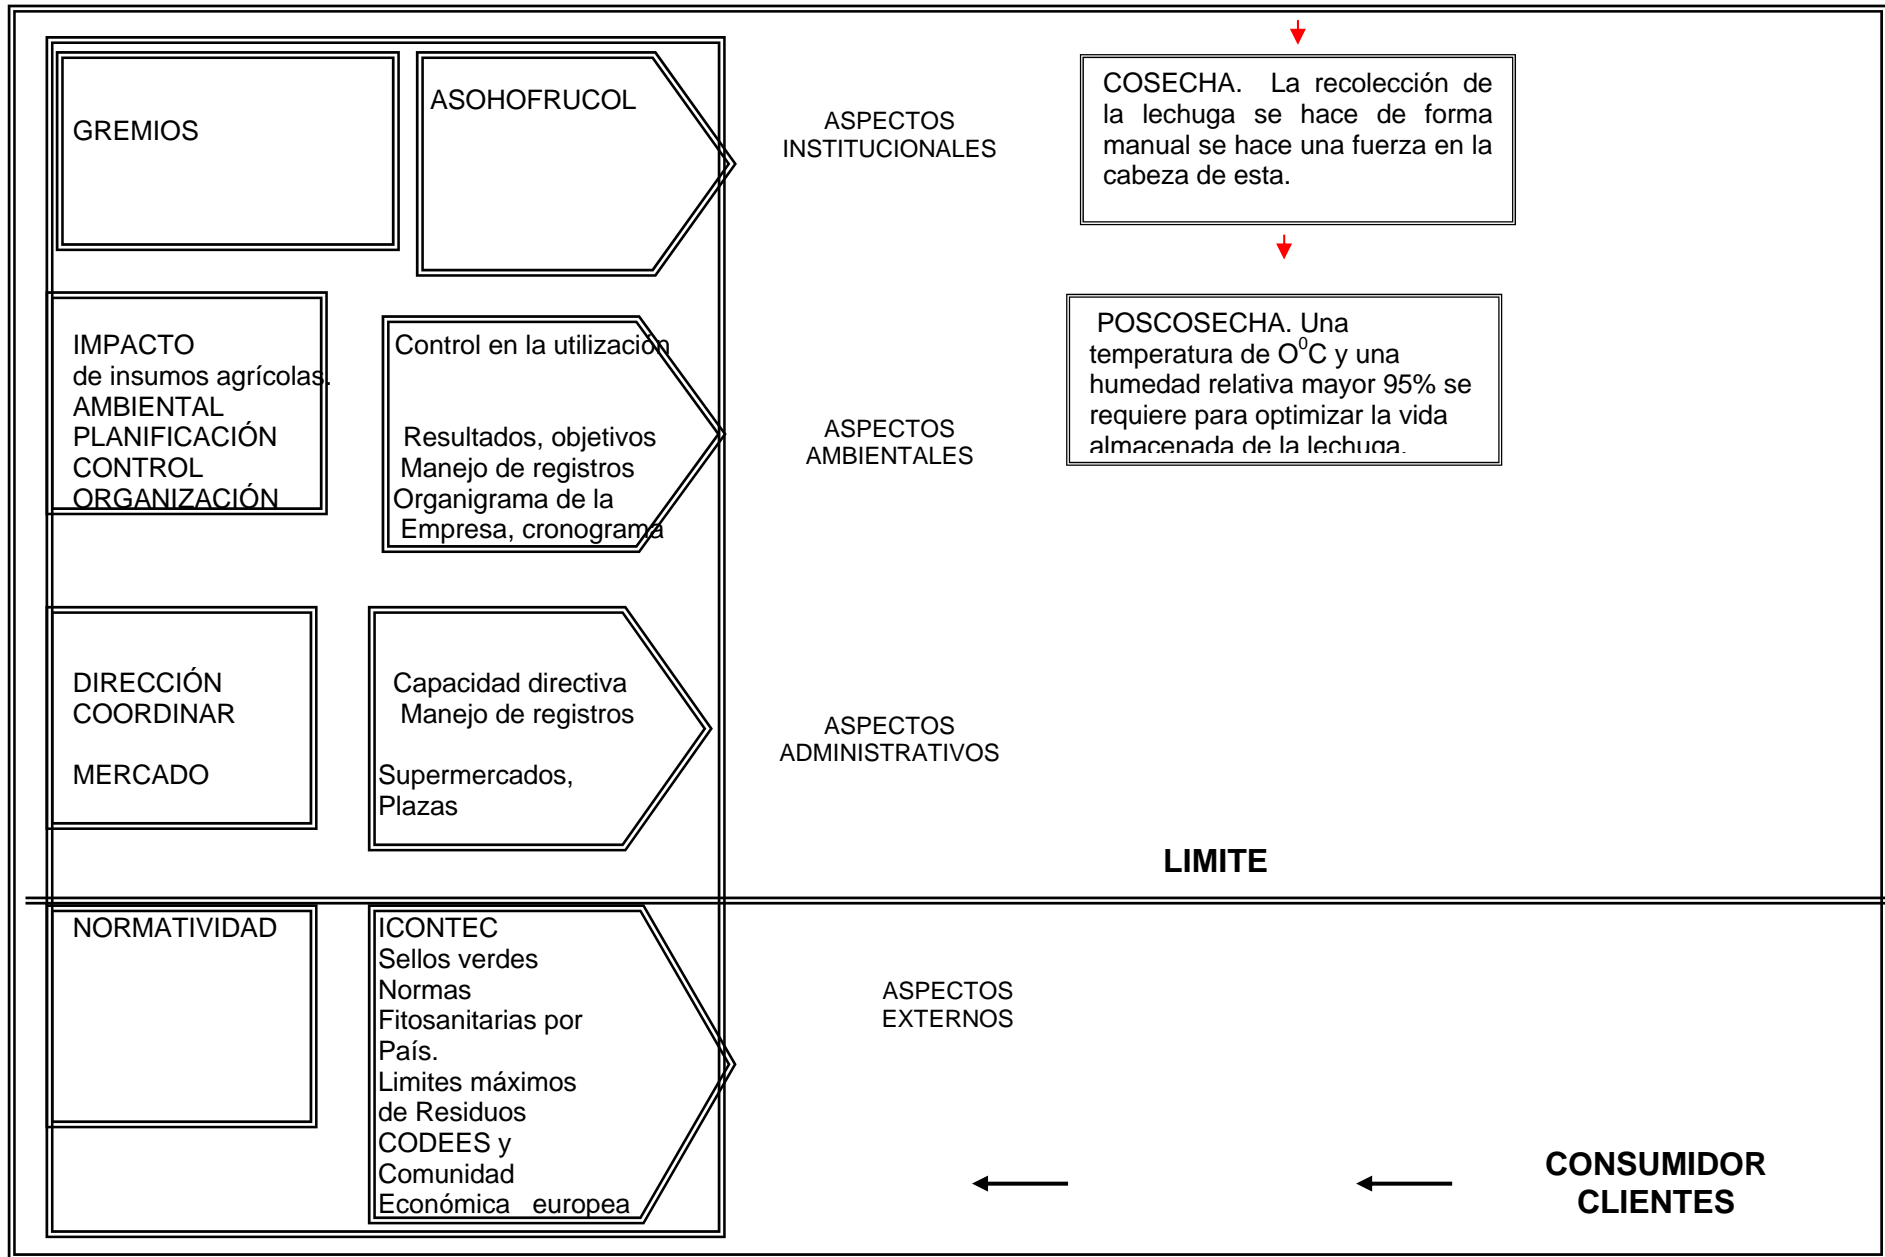 GREMIOS
ASOHOFRUCOL
ASPECTOS
INSTITUCIONALES
COSECHA. La recolección de
la lechuga se hace de forma
manual se hace una fuerza en la
cabeza de esta.
IMPACTO
de insumos agrícolas.
AMBIENTAL
PLANIFICACIÓN
CONTROL
ORGANIZACIÓN
Control en la utilización
Resultados, objetivos
Manejo de registros
Organigrama de la
Empresa, cronograma
ASPECTOS
AMBIENTALES
POSCOSECHA. Una
temperatura de O⁰C y una
humedad relativa mayor 95% se
requiere para optimizar la vida
almacenada de la lechuga.
DIRECCIÓN
COORDINAR
MERCADO
Capacidad directiva
Manejo de registros
Supermercados,
Plazas
ASPECTOS
ADMINISTRATIVOS
LIMITE
NORMATIVIDAD
ICONTEC
Sellos verdes
Normas
Fitosanitarias por
País.
Limites máximos
de Residuos
CODEES y
Comunidad
Económica europea
ASPECTOS
EXTERNOS
CONSUMIDOR
CLIENTES